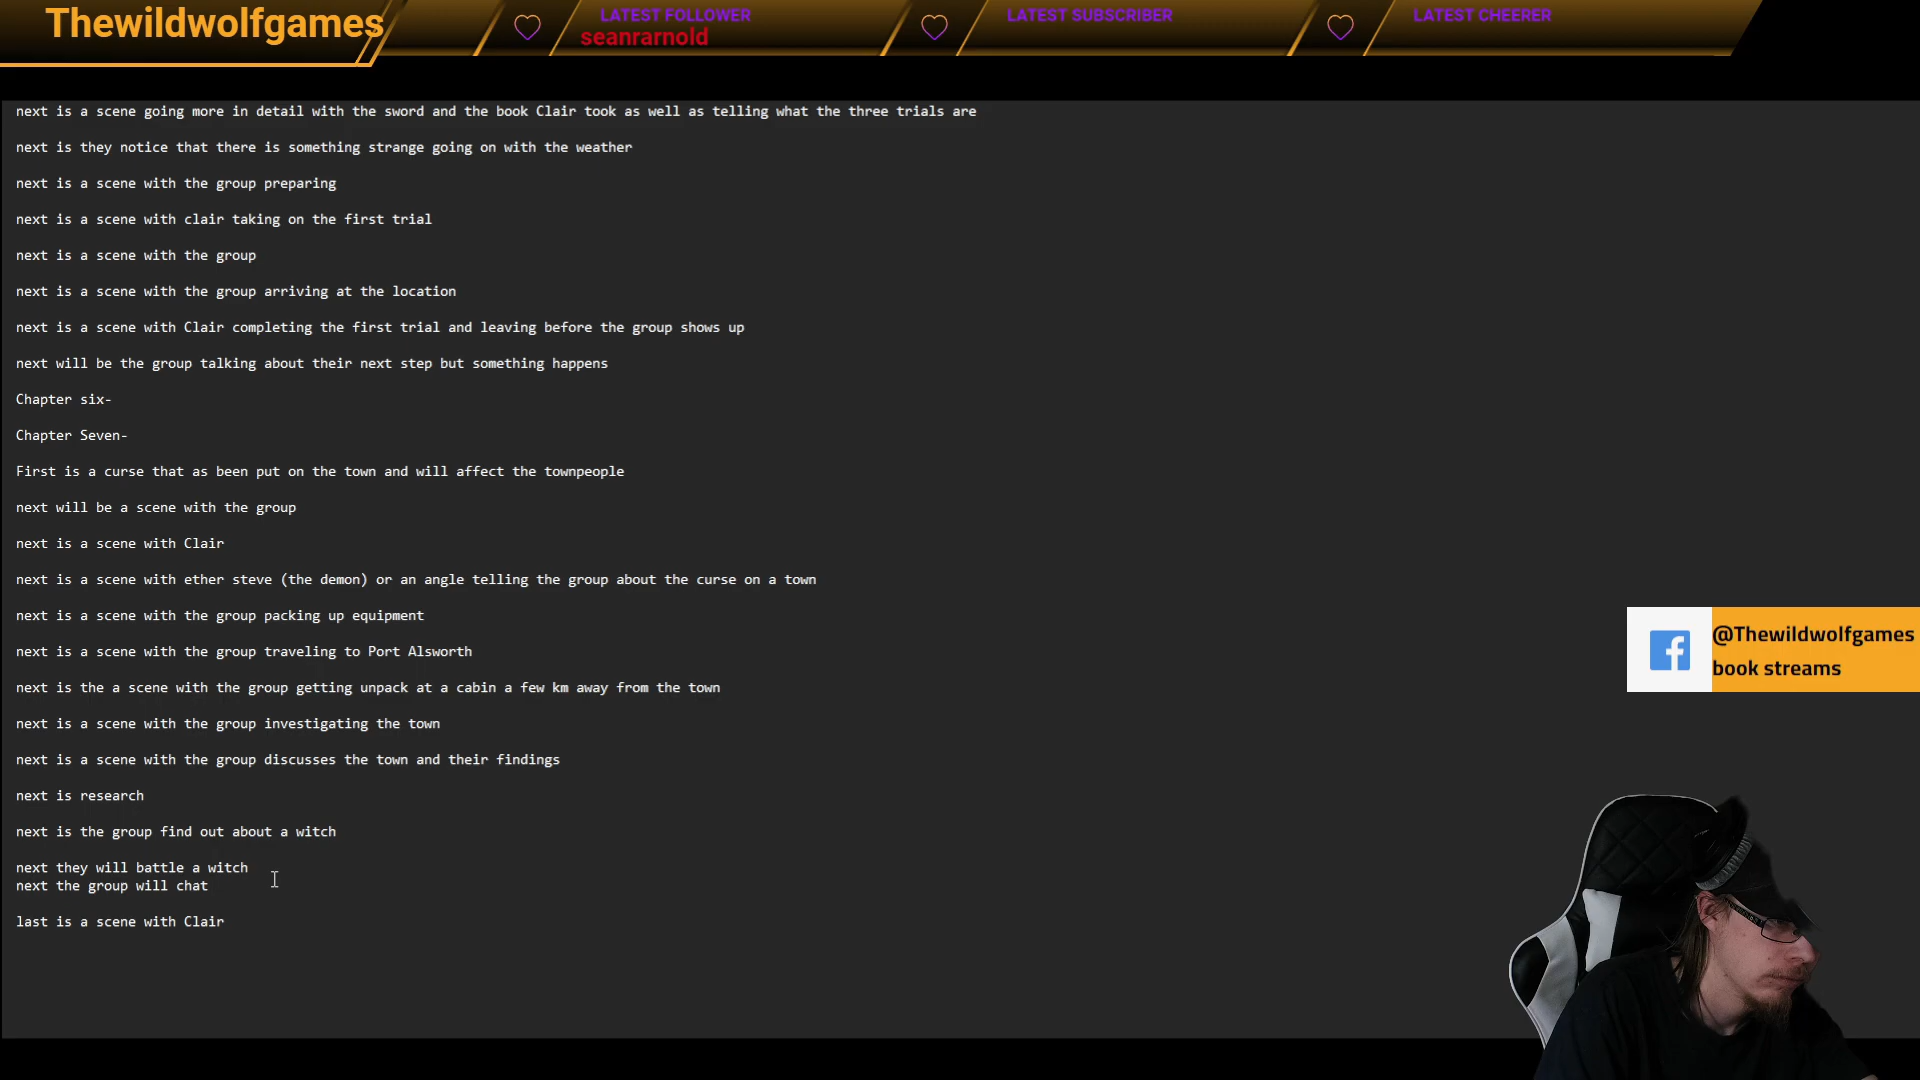 Thewildwolfgames
LATEST FOLLOWER
seanrarnold
LATEST SUBSCRIBER
LATEST CHEERER
next is a scene going more in detail with the sword and the book Clair took as well as telling what the three trials are
next is they notice that there is something strange going on with the weather
next is a scene with the group preparing
next is a scene with clair taking on the first trial
next is a scene with the group
next is a scene with the group arriving at the location
next is a scene with Clair completing the first trial and leaving before the group shows up
next will be the group talking about their next step but something happens
Chapter six-
Chapter Seven-
First is a curse that as been put on the town and will affect the townpeople
next will be a scene with the group
next is a scene with Clair
next is a scene with ether steve (the demon) or an angle telling the group about the curse on a town
next is a scene with the group packing up equipment
next is a scene with the group traveling to Port Alsworth
next is the a scene with the group getting unpack at a cabin a few km away from the town
next is a scene with the group investigating the town
next is a scene with the group discusses the town and their findings
next is research
next is the group find out about a witch
next they will battle a witch
next the group will chat
last is a scene with Clair
@Thewildwolfgames
book streams